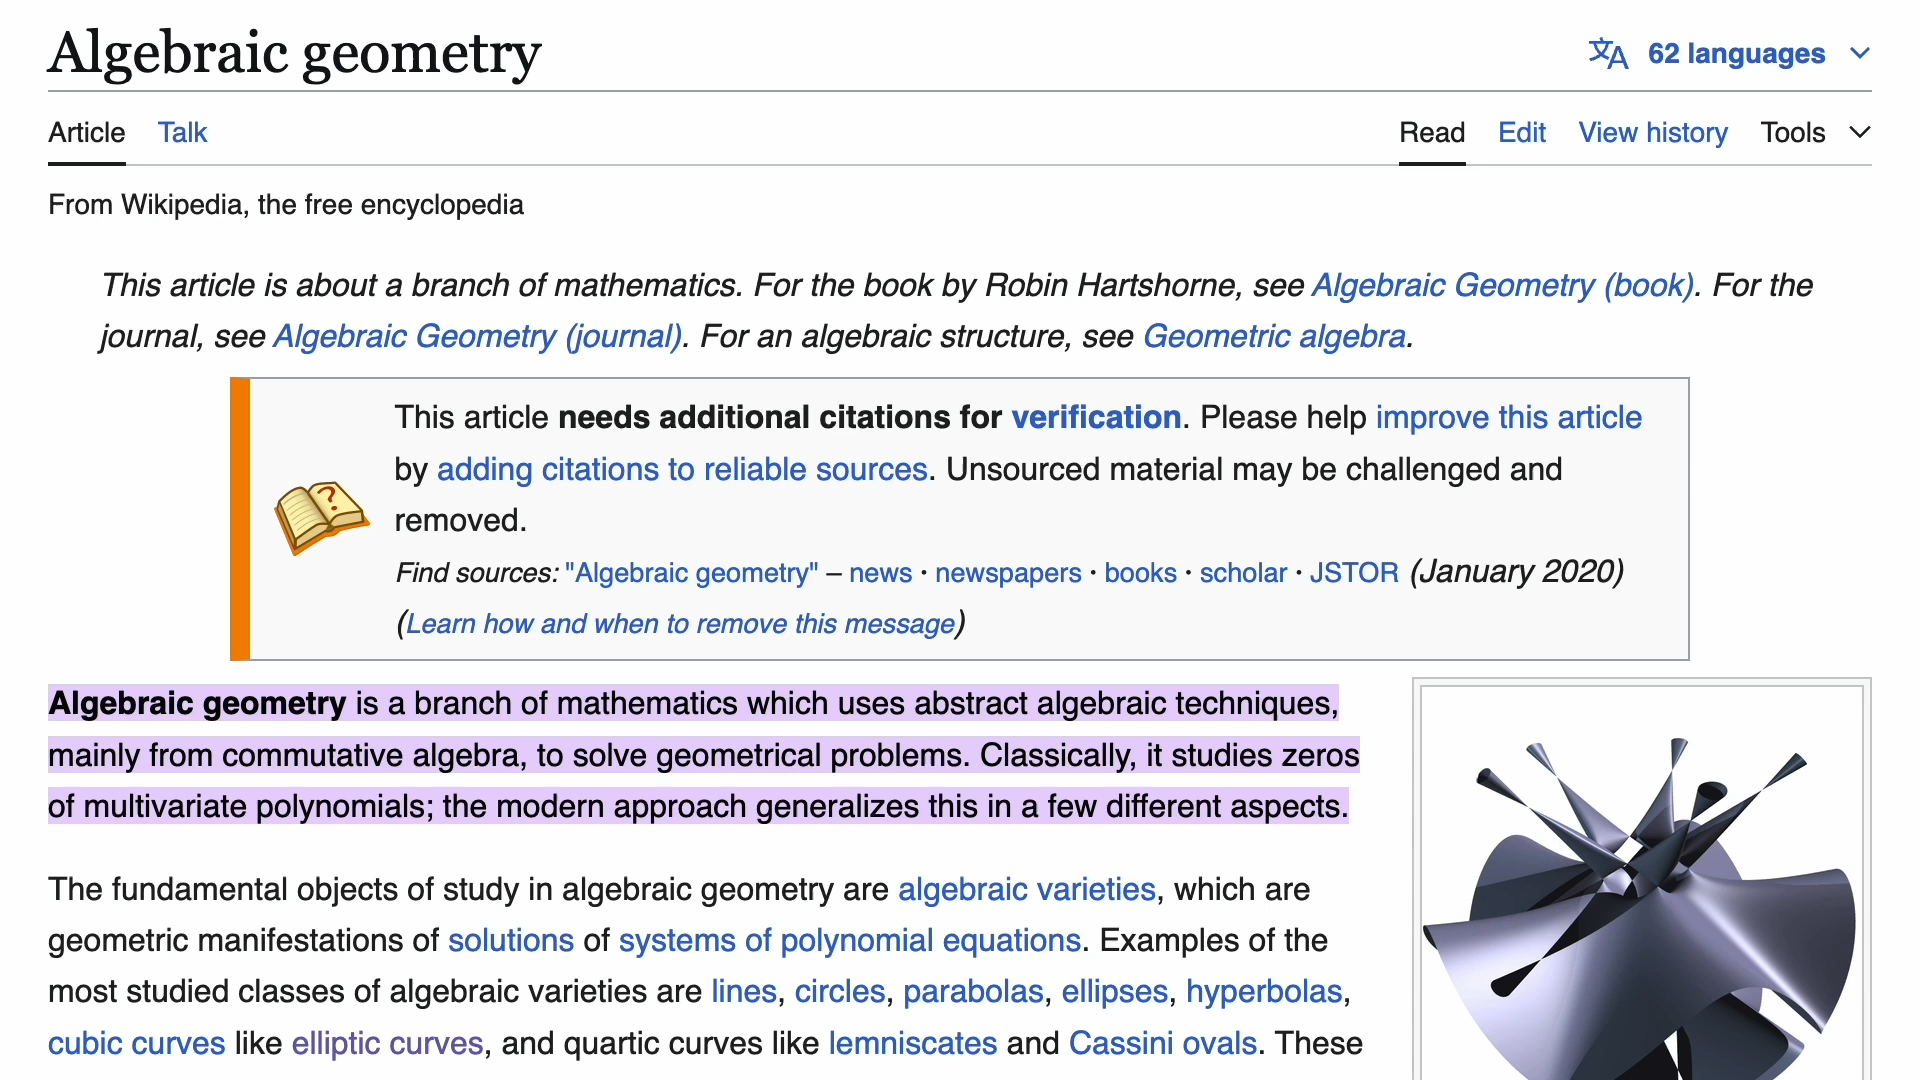 Algebraic geometry
62 languages
Article Talk
Read Edit View history Tools
From Wikipedia, the free encyclopedia
This article is about a branch of mathematics. For the book by Robin Hartshorne, see Algebraic Geometry (book). For the
journal, see Algebraic Geometry (journal). For an algebraic structure, see Geometric algebra.
This article needs additional citations for verification. Please help improve this article
by adding citations to reliable sources. Unsourced material may be challenged and
removed.
Find sources: "Algebraic geometry" – news · newspapers · books · scholar · JSTOR (January 2020)
(Learn how and when to remove this message)
Algebraic geometry is a branch of mathematics which uses abstract algebraic techniques,
mainly from commutative algebra, to solve geometrical problems. Classically, it studies zeros
of multivariate polynomials; the modern approach generalizes this in a few different aspects.
The fundamental objects of study in algebraic geometry are algebraic varieties, which are
geometric manifestations of solutions of systems of polynomial equations. Examples of the
most studied classes of algebraic varieties are lines, circles, parabolas, ellipses, hyperbolas,
cubic curves like elliptic curves, and quartic curves like lemniscates and Cassini ovals. These